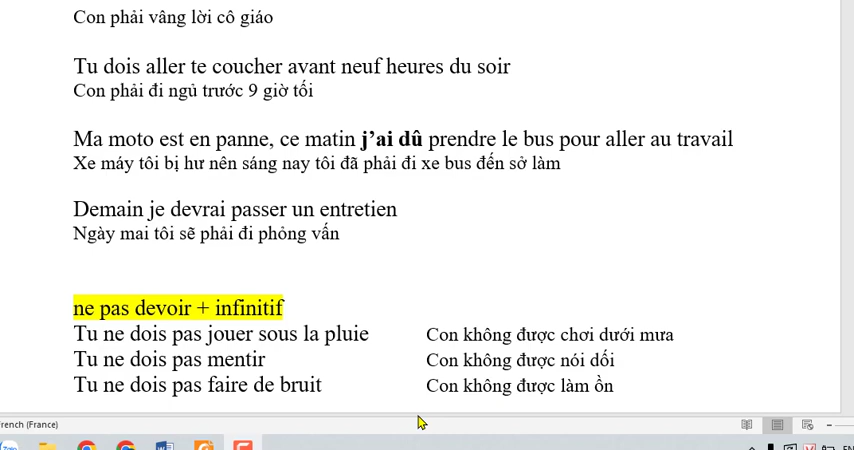 Con phải vâng lời cô giáo
Tu dois aller te coucher avant neuf heures du soir
Con phải đi ngủ trước 9 giờ tối
Ma moto est en panne, ce matin j’ai dû prendre le bus pour aller au travail
Xe máy tôi bị hư nên sáng nay tôi đã phải đi xe bus đến sở làm
Demain je devrai passer un entretien
Ngày mai tôi sẽ phải đi phỏng vấn
ne pas devoir + infinitif
Tu ne dois pas jouer sous la pluie Con không được chơi dưới mưa
Tu ne dois pas mentir Con không được nói dối
Tu ne dois pas faire de bruit Con không được làm ồn
rench (France)
Zalo EN